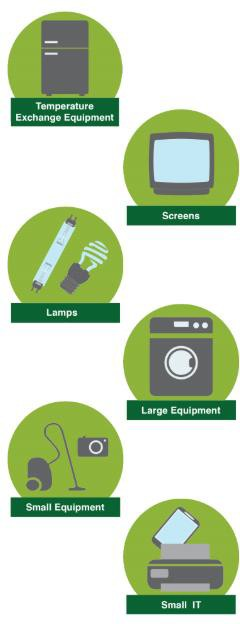 Temperature
Exchange Equipment
Screens
Lamps
Large Equipment
Small Equipment
Small IT